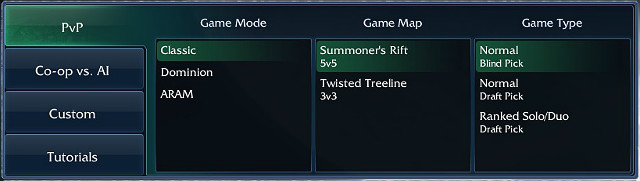 PvP
Co-op vs. AI
Custom
Tutorials
Game Mode
Classic
Dominion
ARAM
Game Map
Summoner's Rift
5v5
Twisted Treeline
3v3
Game Type
Normal
Blind Pick
Normal
Draft Pick
Ranked Solo/Duo
Draft Pick